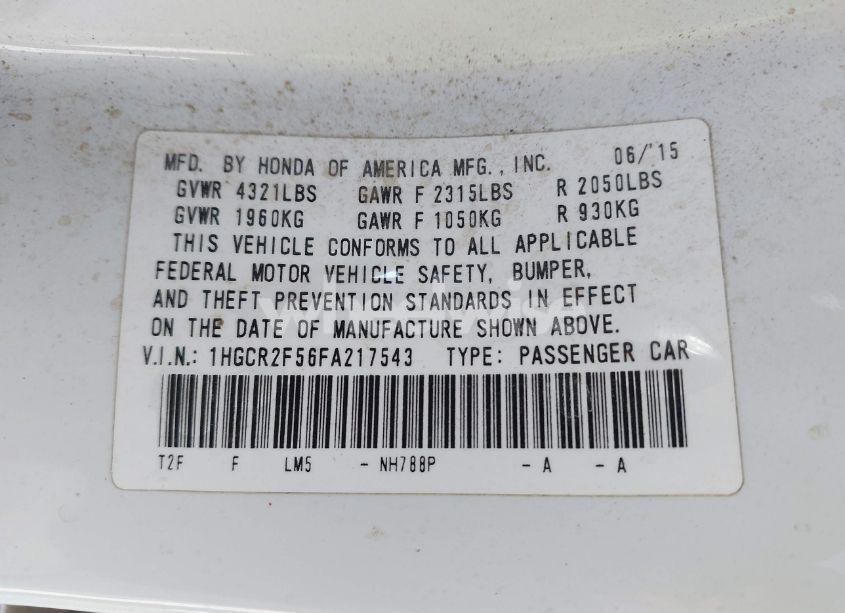 MFD. BY HONDA OF AMERICA MFG., INC. 06/'15
GVWR 4321LBS GAWR F 2315LBS R 2050LBS
GVWR 1960KG GAWR F 1050KG R 930KG
THIS VEHICLE CONFORMS TO ALL APPLICABLE
FEDERAL MOTOR VEHICLE SAFETY, BUMPER,
AND THEFT PREVENTION STANDARDS IN EFFECT
ON THE DATE OF MANUFACTURE SHOWN ABOVE.
V.I.N.: 1HGCR2F56FA217543 TYPE: PASSENGER CAR
T2F F LM5 - NH788P - A - A